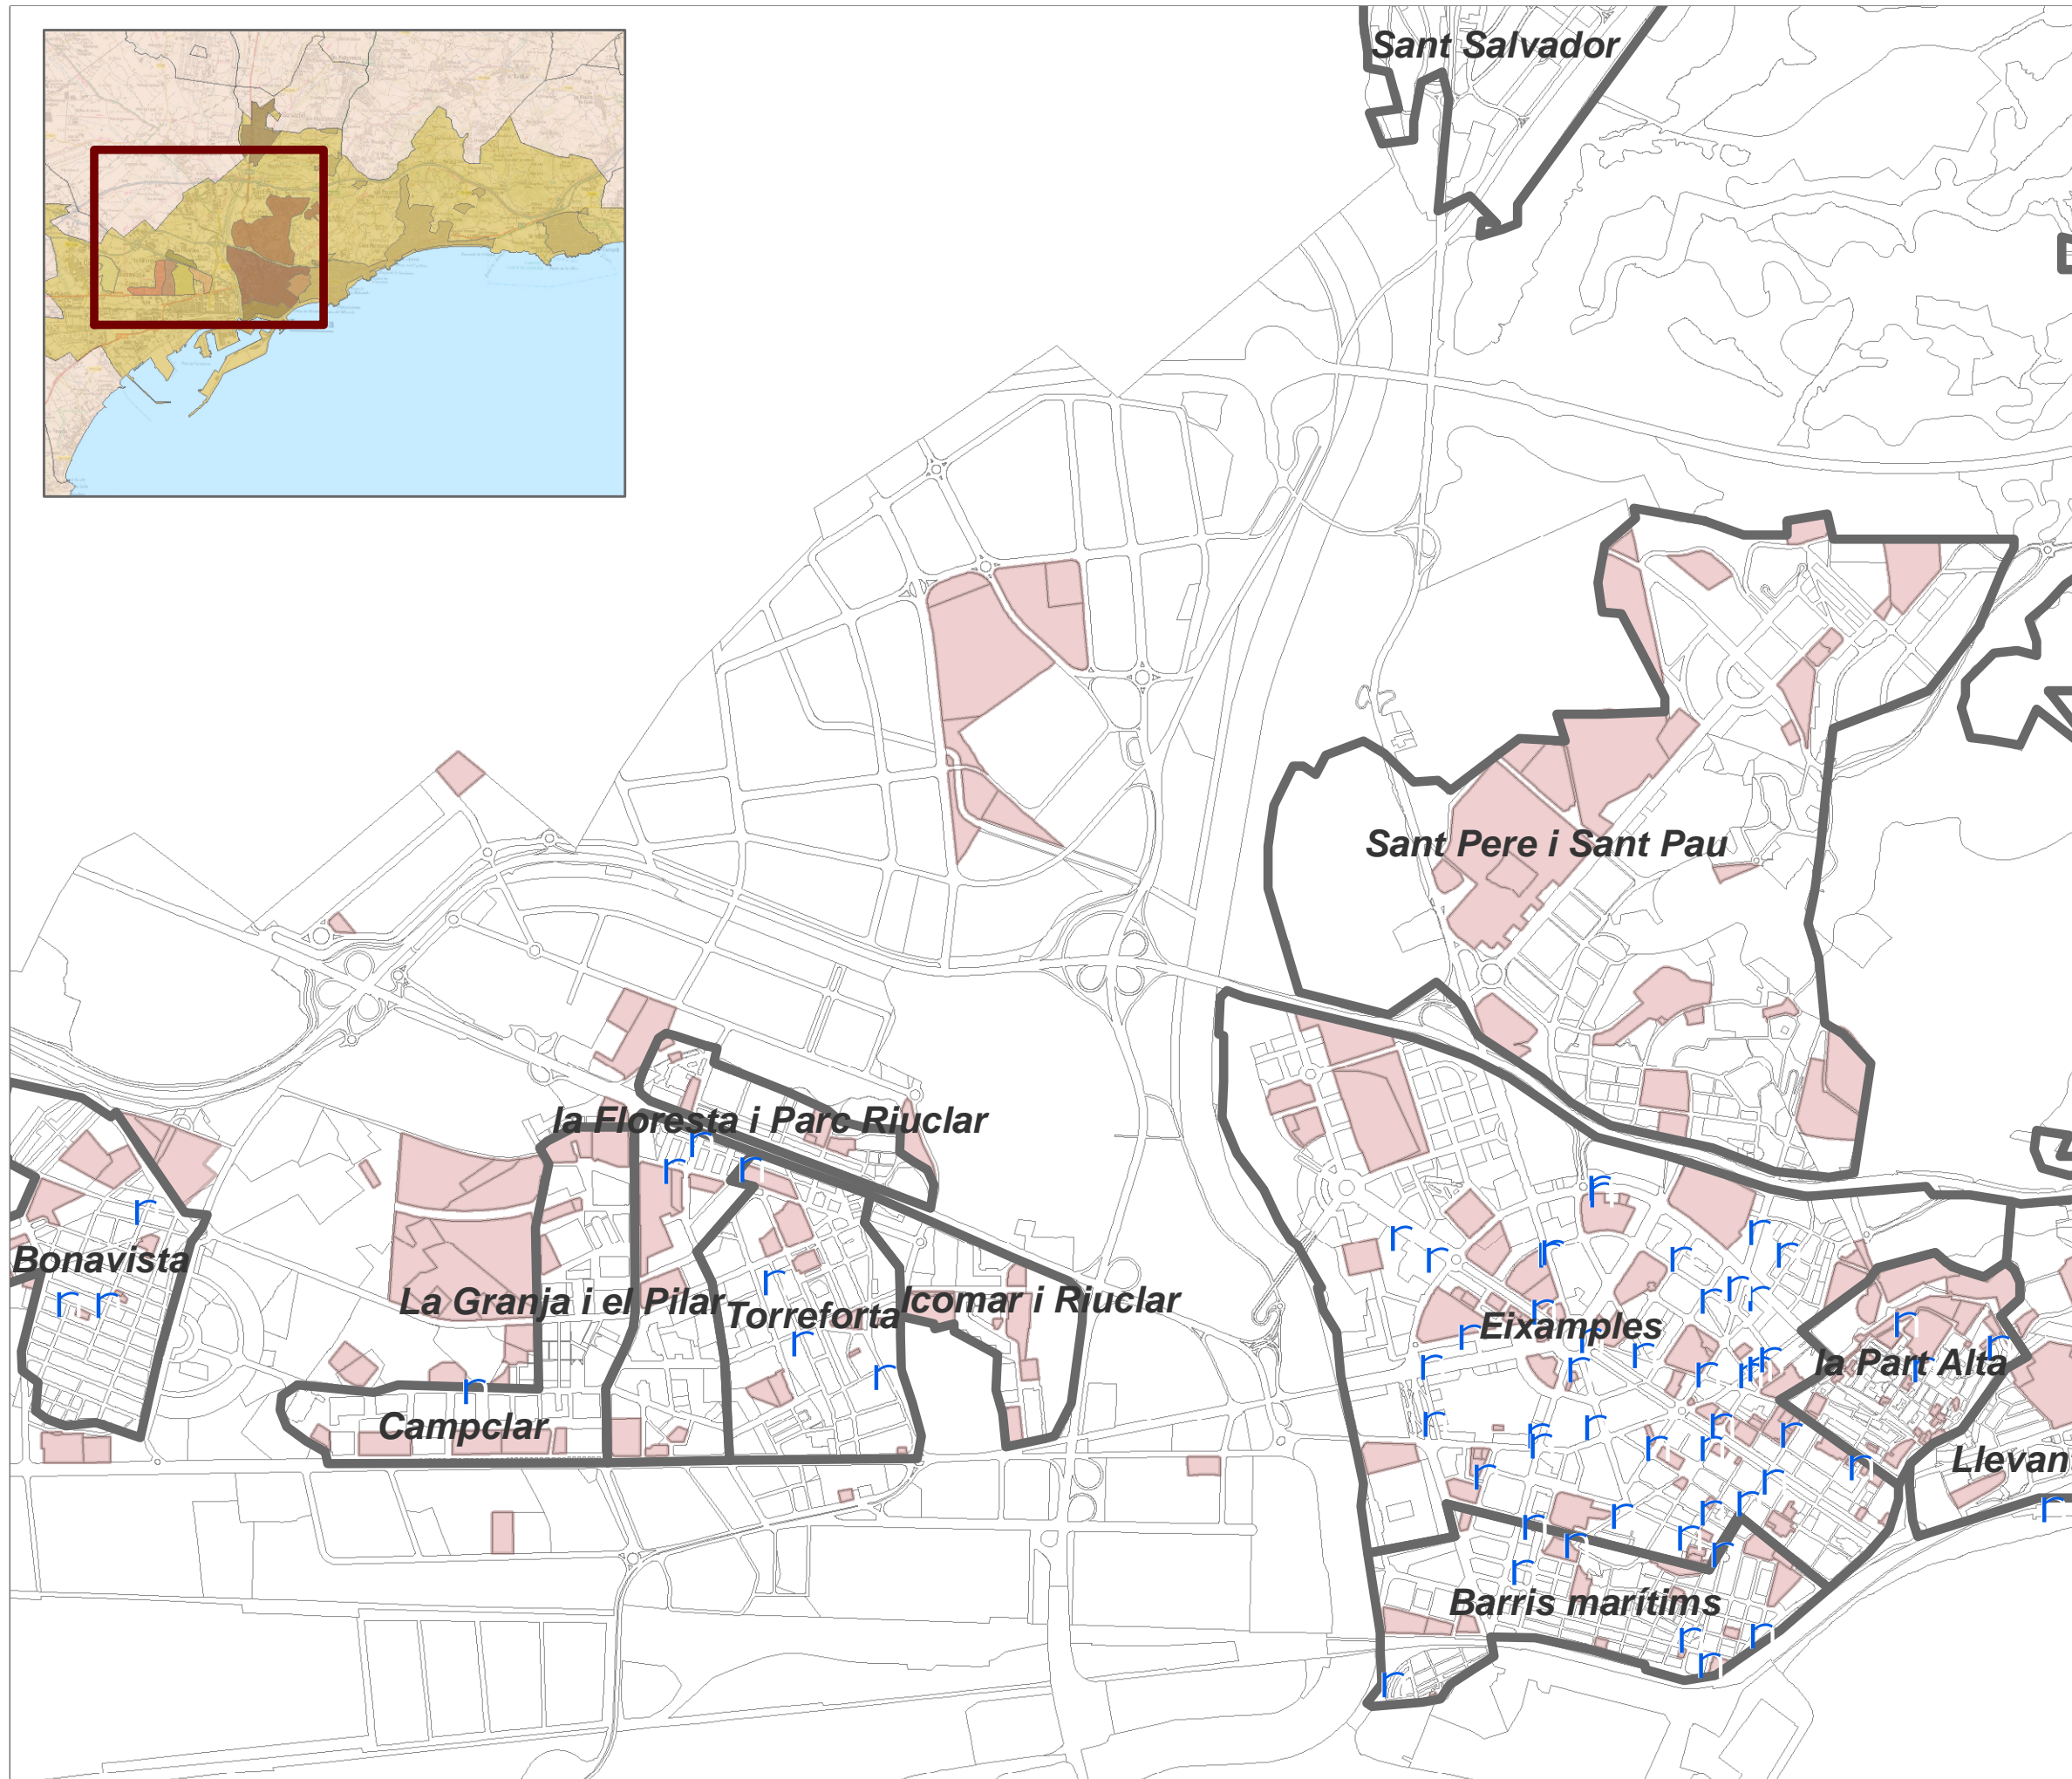 Sant Salvador
Sant Pere i Sant Pau
la Floresta i Parc Riuclar
Bonavista
La Granja i el Pilar
Torreforta
Icomar i Riuclar
Eixamples
la Part Alta
Campclar
Llevan
Barris marítims